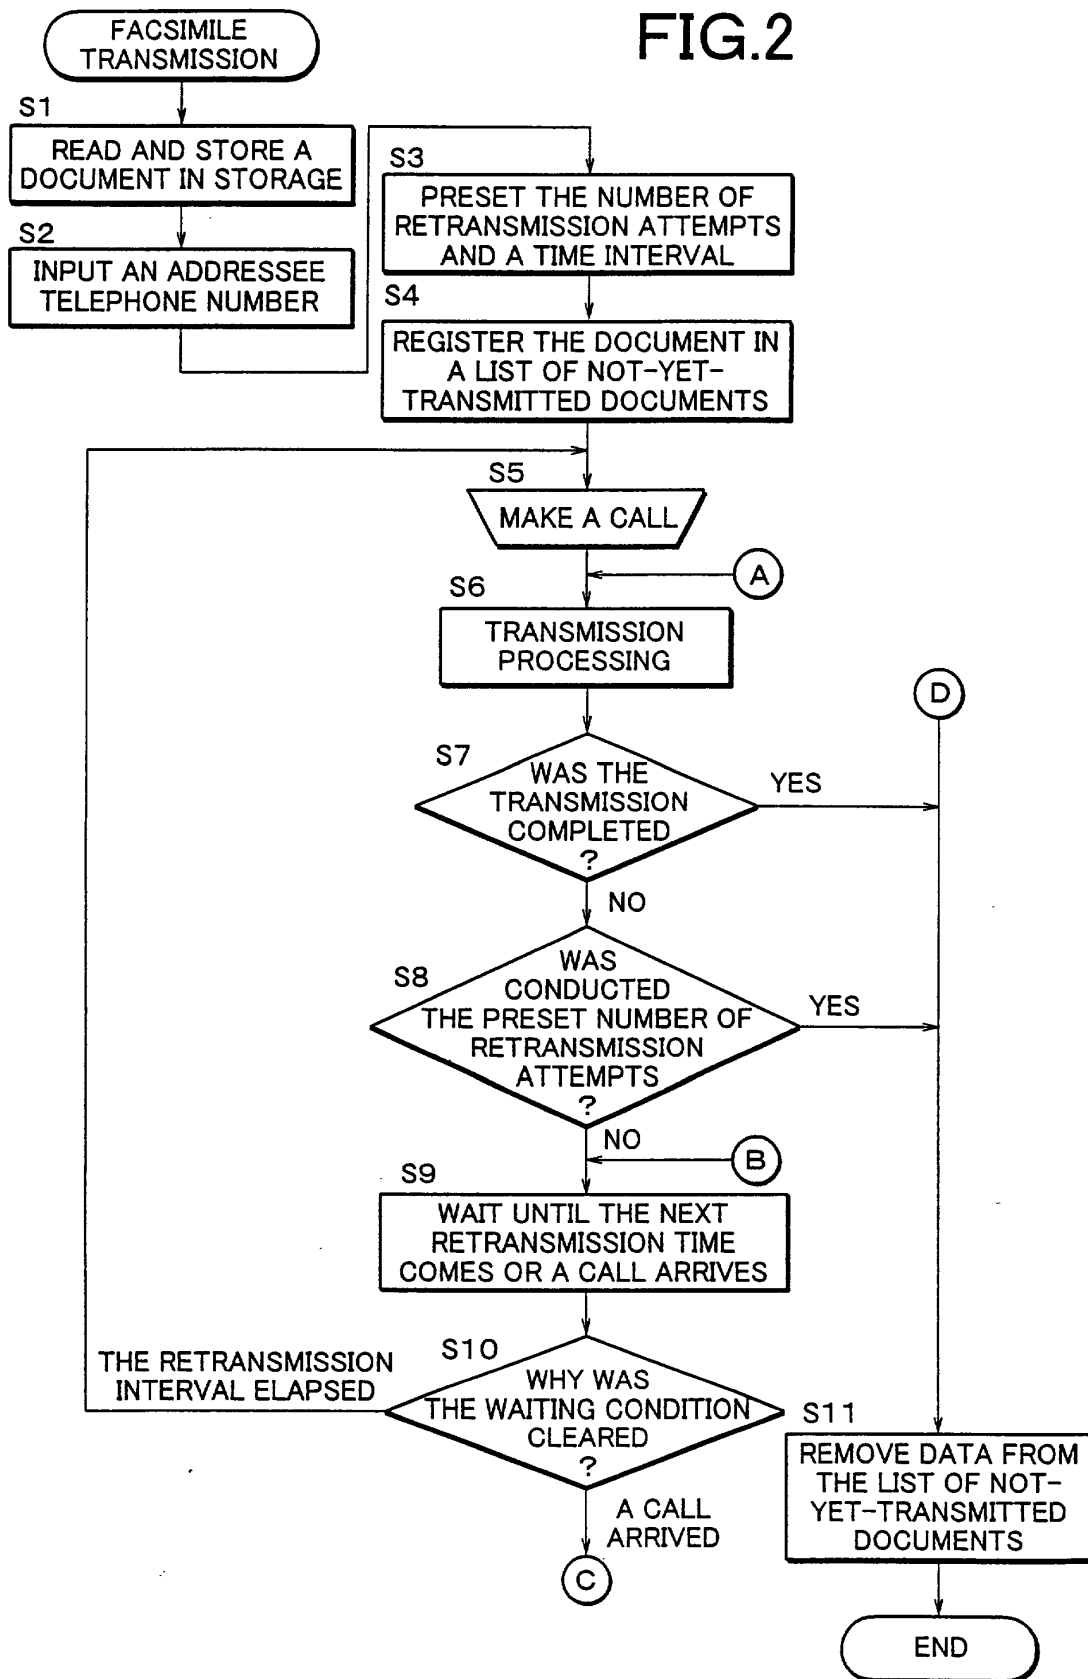 FIG.2
FACSIMILE
TRANSMISSION
S1
READ AND STORE A
DOCUMENT IN STORAGE
S2
INPUT AN ADDRESSEE
TELEPHONE NUMBER
S3
PRESET THE NUMBER OF
RETRANSMISSION ATTEMPTS
AND A TIME INTERVAL
S4
REGISTER THE DOCUMENT IN
A LIST OF NOT-YET-
TRANSMITTED DOCUMENTS
S5
MAKE A CALL
A
S6
TRANSMISSION
PROCESSING
D
S7
WAS THE
TRANSMISSION
COMPLETED
?
YES
NO
S8
WAS
CONDUCTED
THE PRESET NUMBER OF
RETRANSMISSION
ATTEMPTS
?
YES
NO
B
S9
WAIT UNTIL THE NEXT
RETRANSMISSION TIME
COMES OR A CALL ARRIVES
S10
WHY WAS
THE WAITING CONDITION
CLEARED
?
THE RETRANSMISSION
INTERVAL ELAPSED
A CALL
ARRIVED
C
S11
REMOVE DATA FROM
THE LIST OF NOT-
YET-TRANSMITTED
DOCUMENTS
END